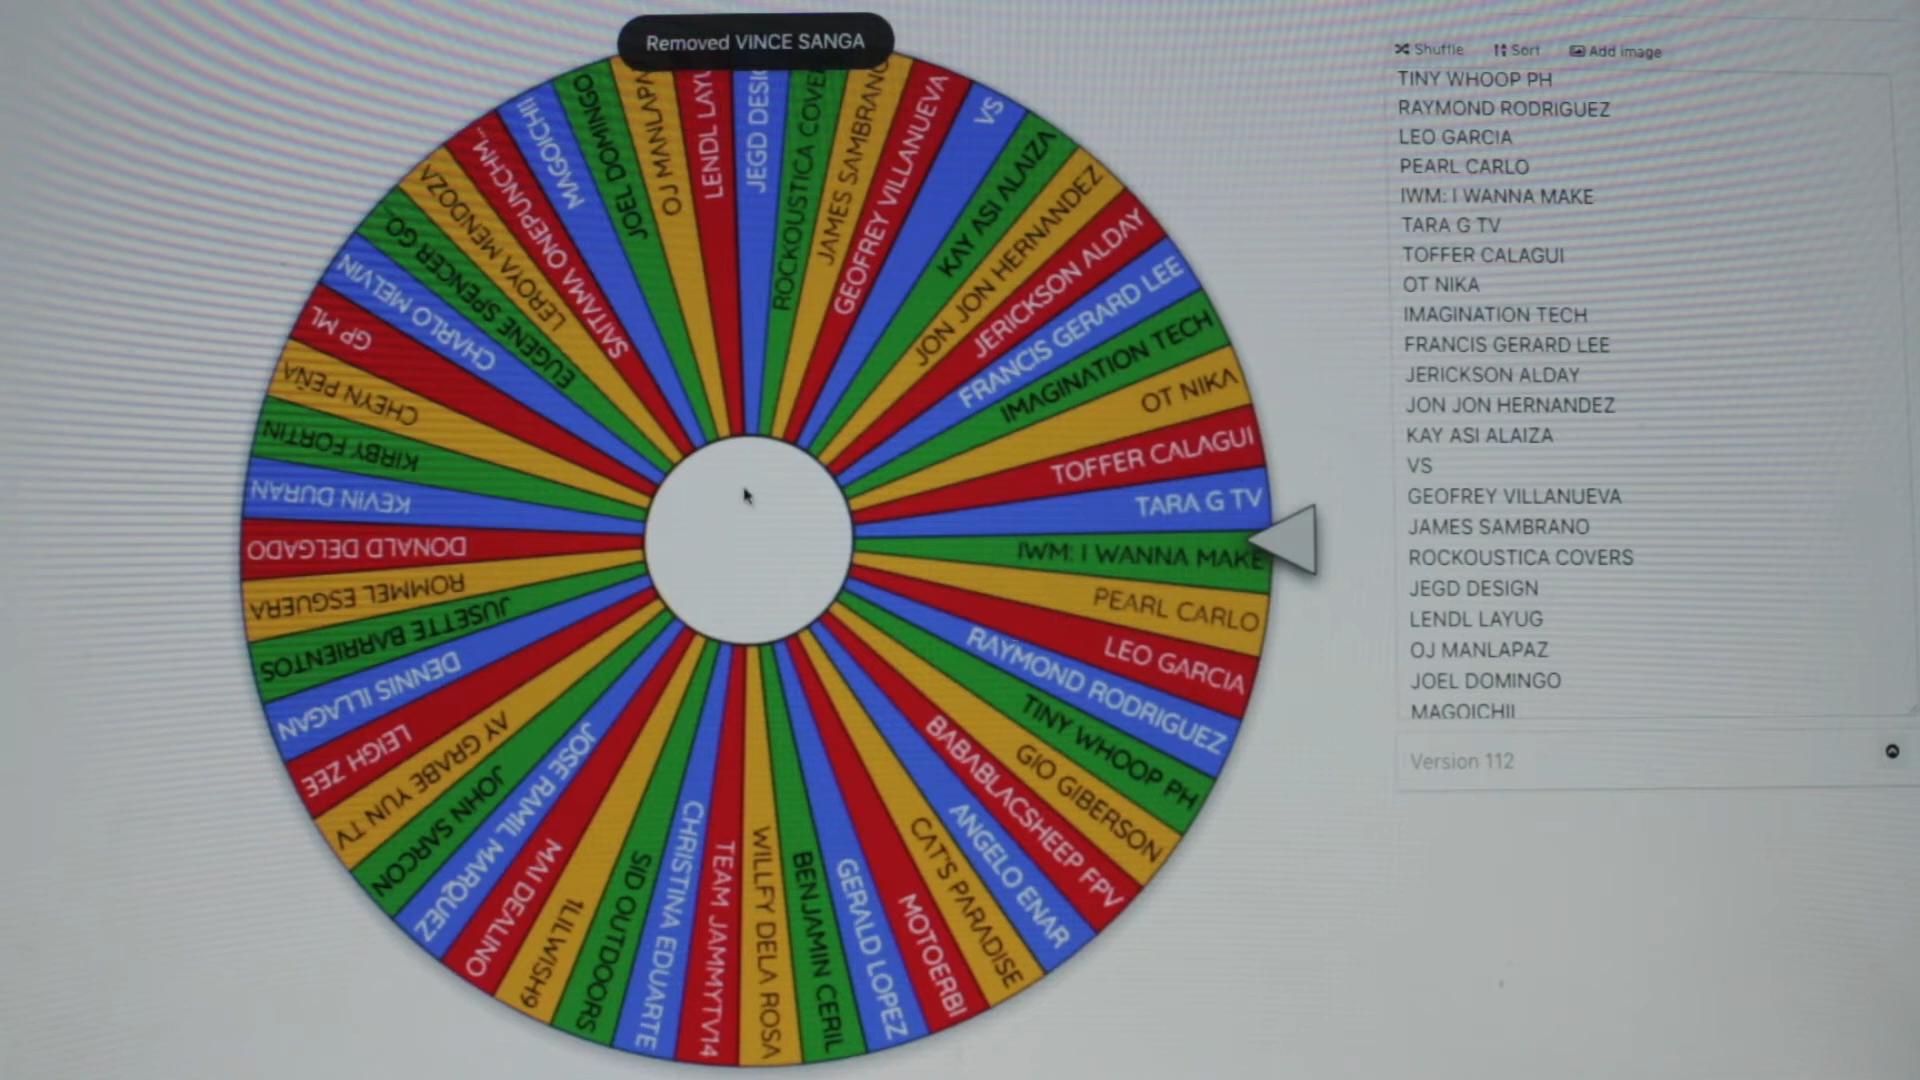 Removed VINCE SANGA
Shuffle
Sort
Add image
TINY WHOOP PH
RAYMOND RODRIGUEZ
LEO GARCIA
PEARL CARLO
IWM: I WANNA MAKE
TARA G TV
TOFFER CALAGUI
OT NIKA
IMAGINATION TECH
FRANCIS GERARD LEE
JERICKSON ALDAY
JON JON HERNANDEZ
KAY ASI ALAIZA
VS
GEOFREY VILLANUEVA
JAMES SAMBRANO
ROCKOUSTICA COVERS
JEGD DESIGN
LENDL LAYUG
OJ MANLAPAZ
JOEL DOMINGO
MAGOICHII
Version 112
JEGD DESIG
ROCKOUSTICA COVE
JAMES SAMBRANO
GEOFREY VILLANUEVA
VS
KAY ASI ALAIZA
JON JON HERNANDEZ
JERICKSON ALDAY
FRANCIS GERARD LEE
IMAGINATION TECH
OT NIKA
TOFFER CALAGUI
TARA G TV
IWM: I WANNA MAKE
PEARL CARLO
LEO GARCIA
RAYMOND RODRIGUEZ
TINY WHOOP PH
GIO GIBERSON
BABABLACSHEEP FPV
ANGELO ENAR
CAT'S PARADISE
MOTOERBI
GERALD LOPEZ
BENJAMIN CERIL
WILLFY DELA ROSA
TEAM JAMMYTV14
CHRISTINA EDUARTE
SID OUTDOORS
1LILWISH9
MAI DEALINO
JOSE RAMIL MARQUEZ
JOHN SARCON
AY GRABE YUN TV
LEIGH ZEE
DENNIS ILLAGAN
JUSETTE BARRIENTOS
ROMMEL ESGUERA
DONALD DELGADO
KEVIN DURAN
KIRBY FORTIN
CHEYN PEÑA
GP ML
CHARLO MELVIN
EUGENE SPENCER GO
LEROYA MENDOZA
SAITAMA ONEPUNCHM...
MAGOICHII
JOEL DOMINGO
OJ MANLAPA
LENDL LAYU